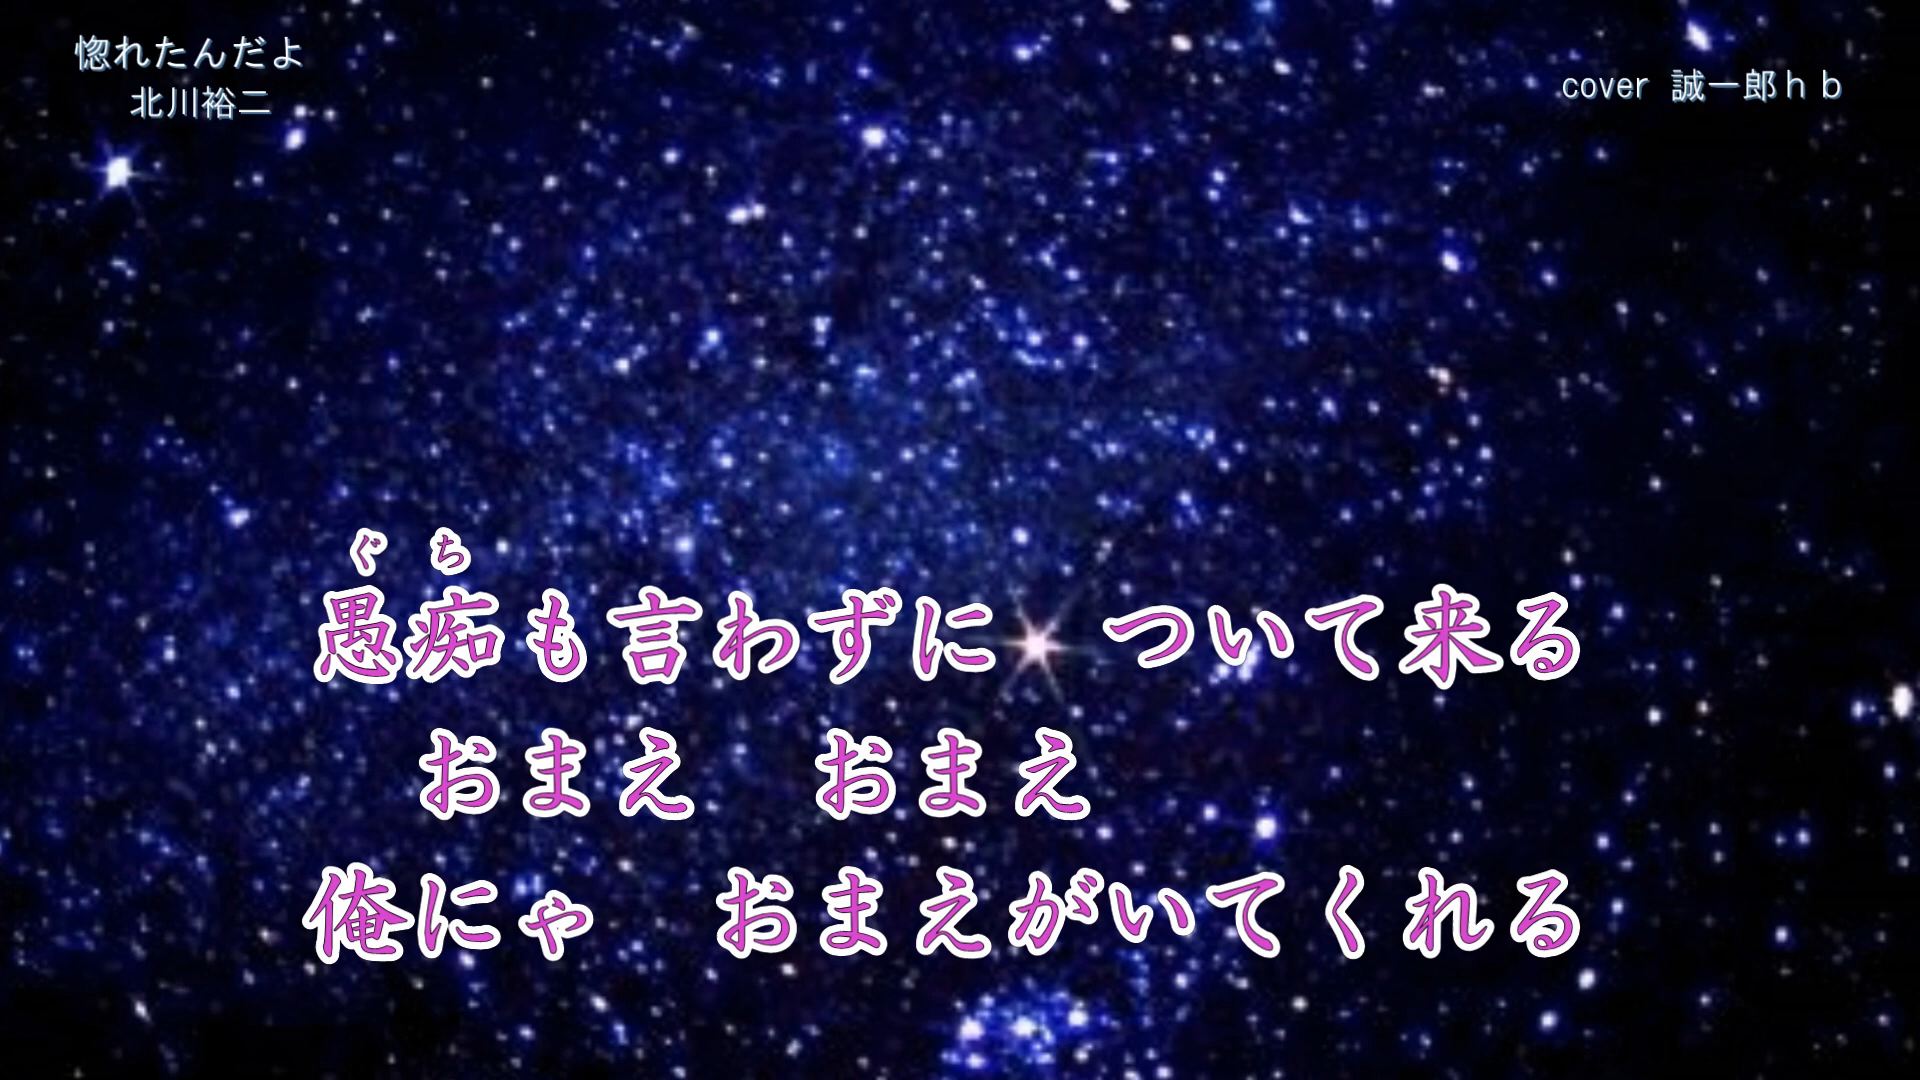 惚れたんだよ
北川裕二
cover 誠一郎ｈｂ
ぐち
愚痴も言わずに　ついて来る
おまえ　おまえ
俺にゃ　おまえがいてくれる